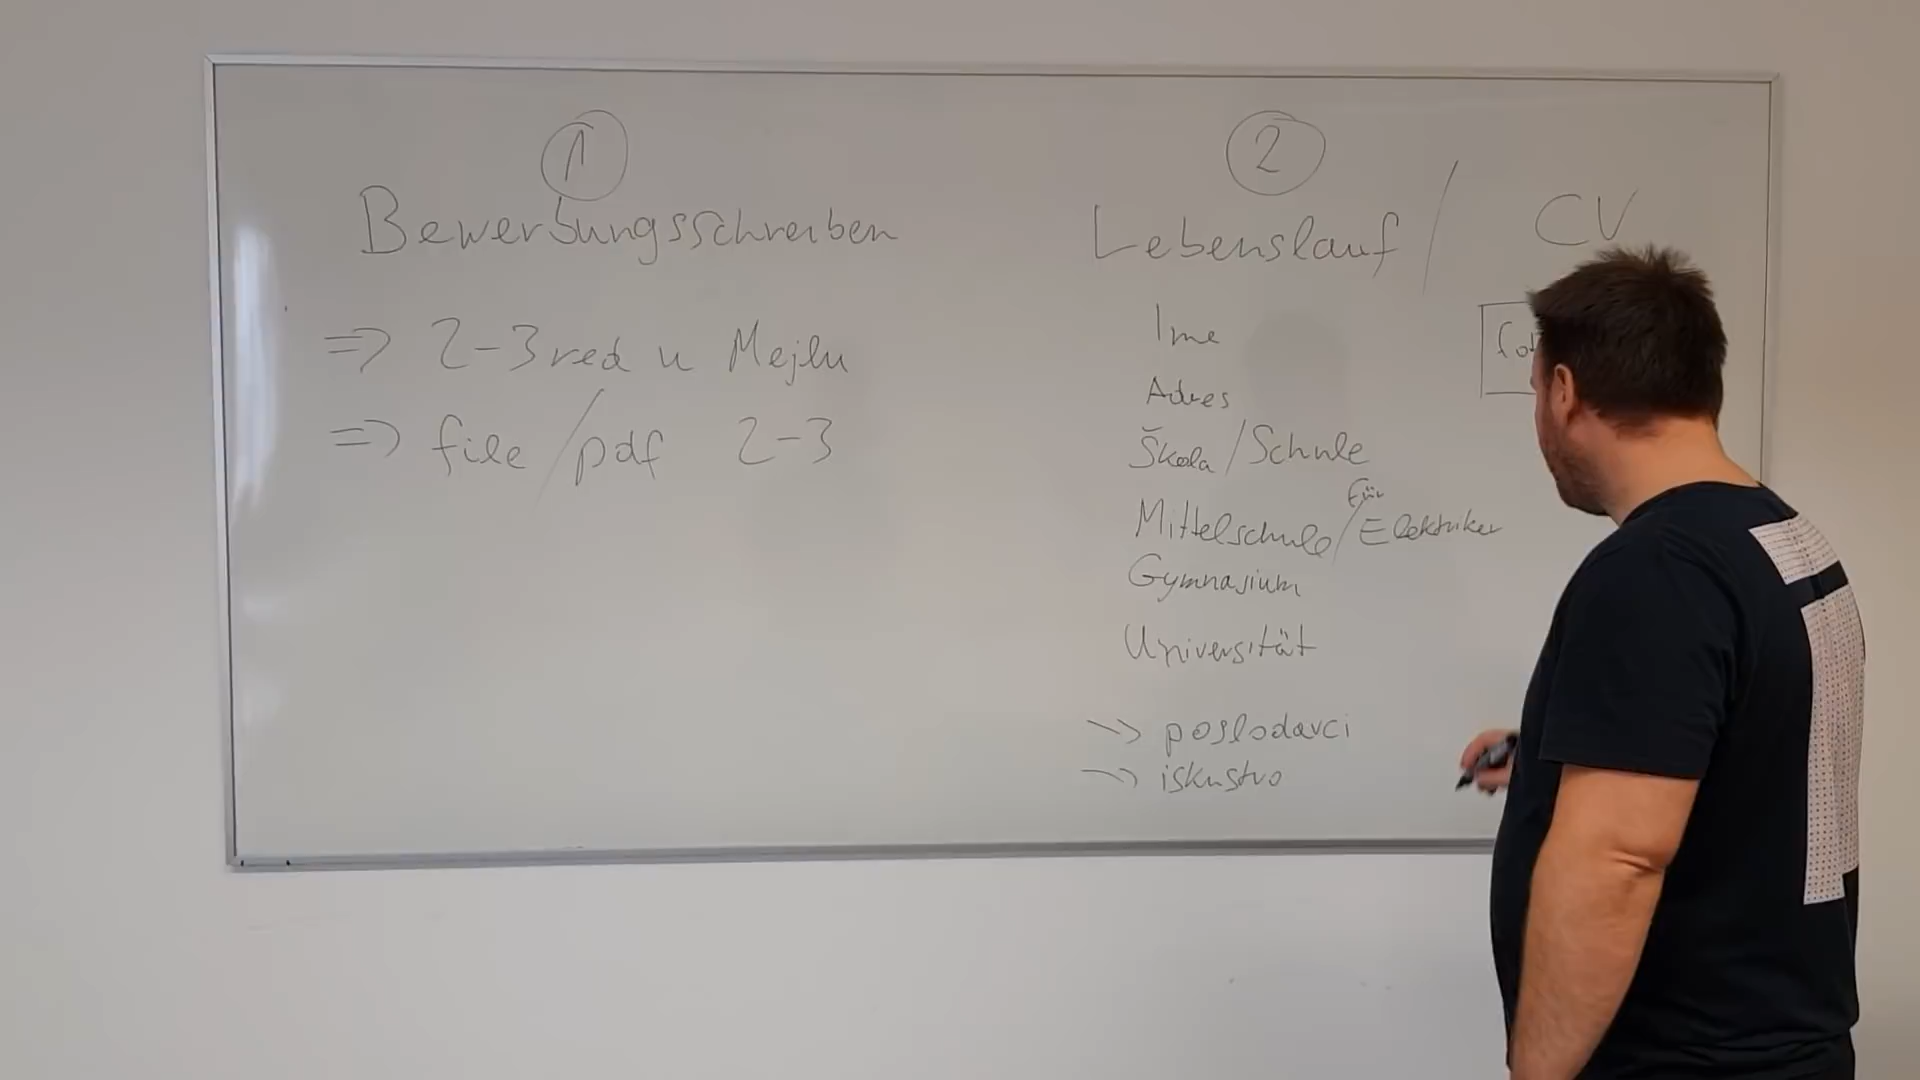 1
Bewerbungsschreiben
=> 2-3 red u Mejlu
=> file/pdf 2-3
2
Lebenslauf / CV
Ime
Adres
Škola / Schule
Mittelschule / für Elektriker
Gymnasium
Universität
=> poslodavci
=> iskustvo